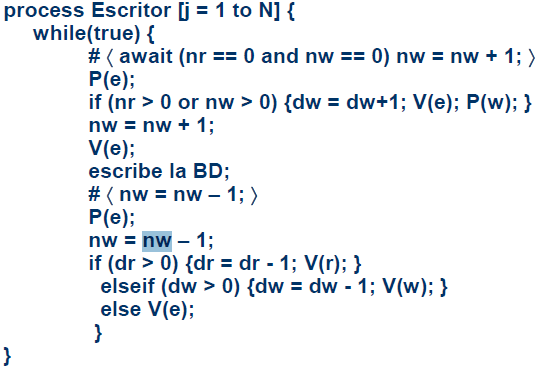 process Escritor [j = 1 to N] {
while(true) {
# ⟨ await (nr == 0 and nw == 0) nw = nw + 1; ⟩
P(e);
if (nr > 0 or nw > 0) {dw = dw+1; V(e); P(w); }
nw = nw + 1;
V(e);
escribe la BD;
# ⟨ nw = nw – 1; ⟩
P(e);
nw = nw – 1;
if (dr > 0) {dr = dr - 1; V(r); }
elseif (dw > 0) {dw = dw - 1; V(w); }
else V(e);
}
}